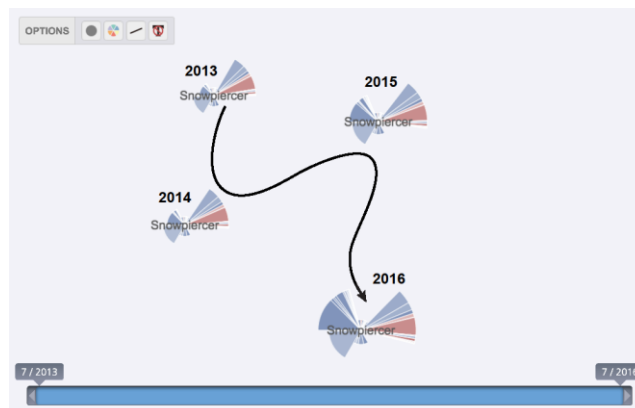 OPTIONS
2013
Snowpiercer
2015
Snowpiercer
2014
Snowpiercer
2016
Snowpiercer
7 / 2013
7 / 2016